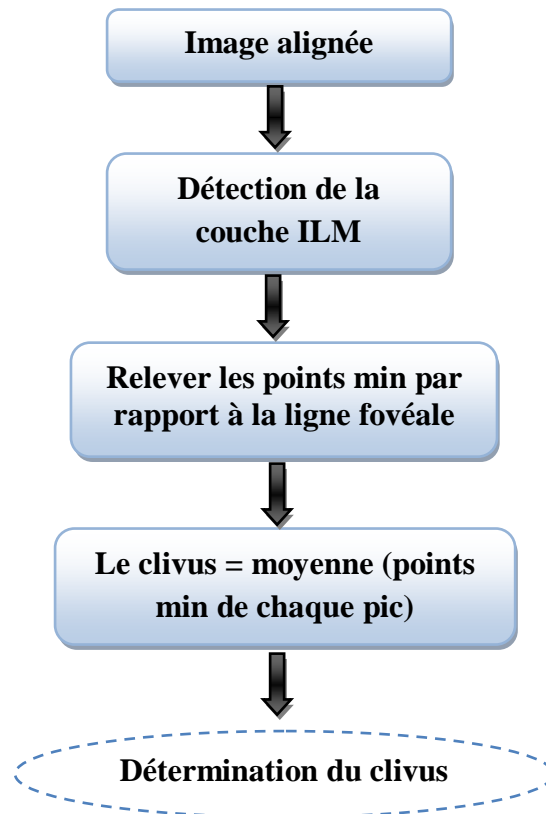 Image alignée
Détection de la
couche ILM
Relever les points min par
rapport à la ligne fovéale
Le clivus = moyenne (points
min de chaque pic)
Détermination du clivus